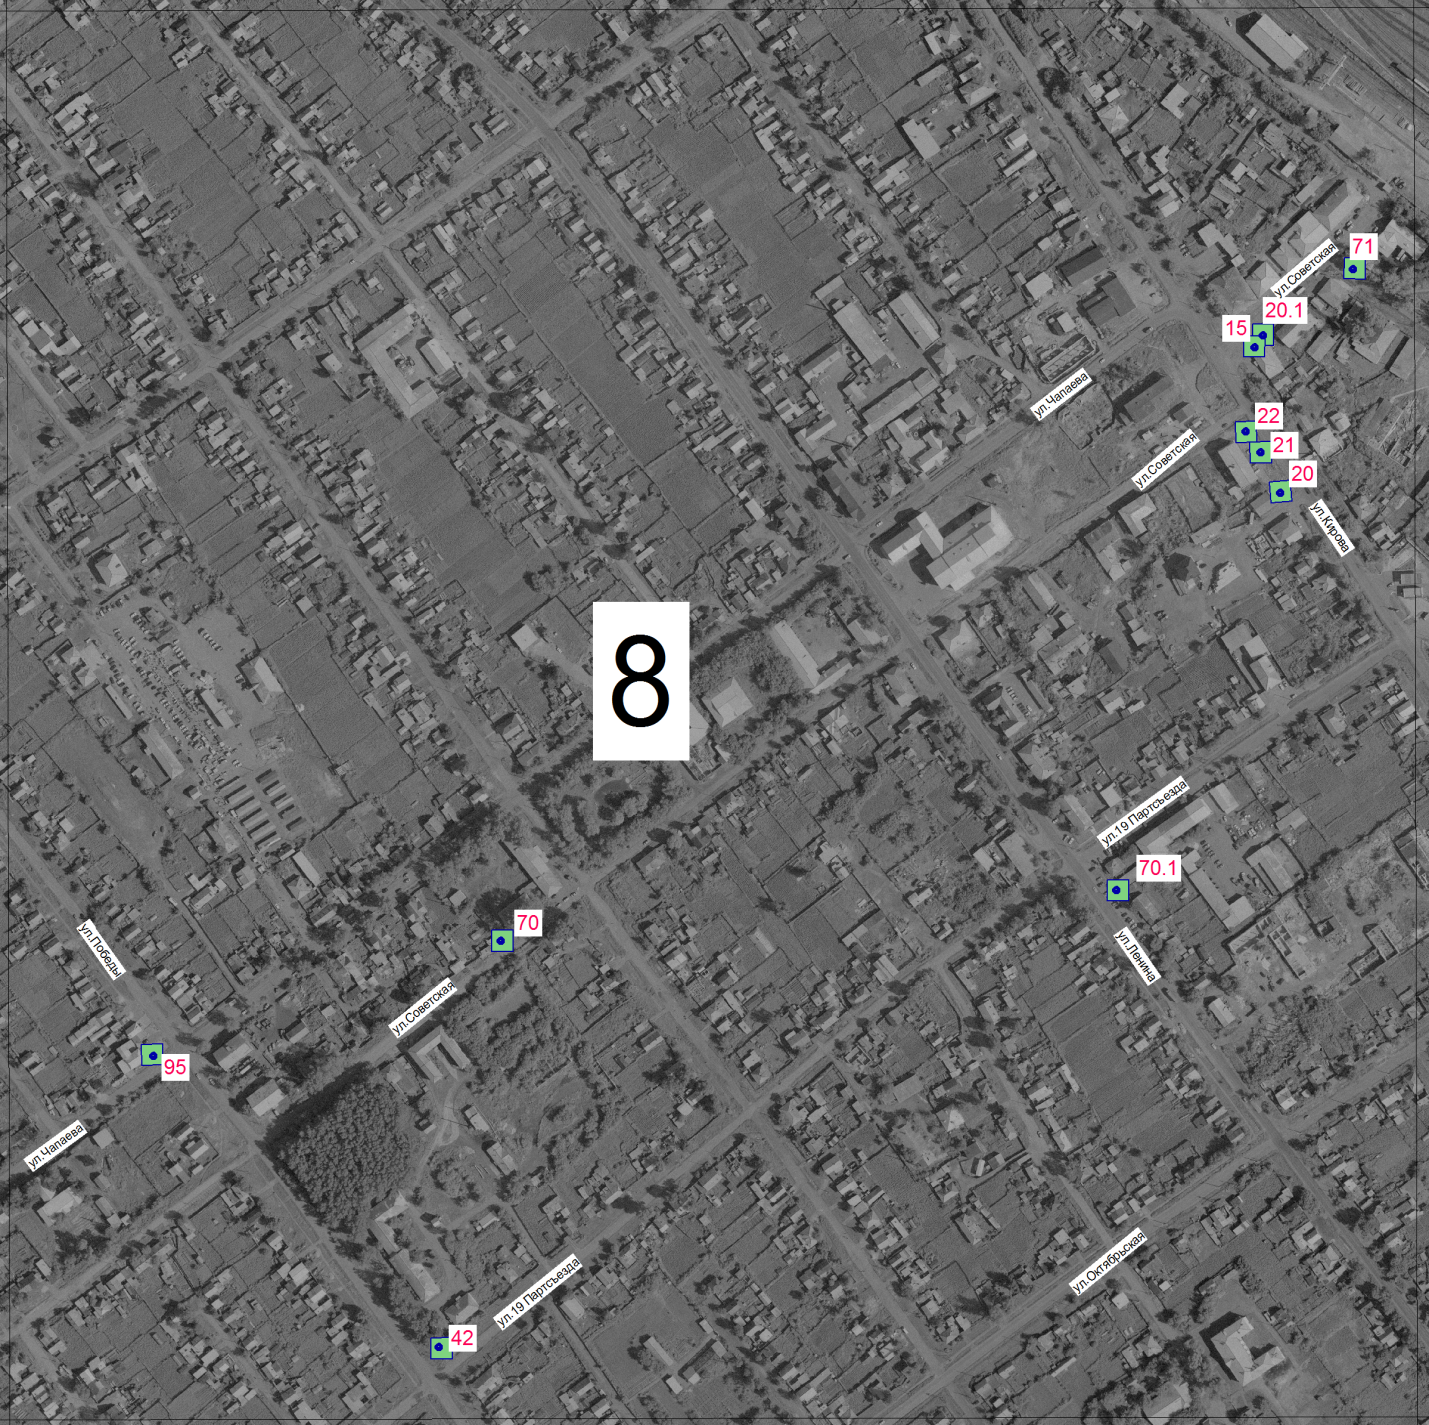 71
ул.Советская
20.1
15
ул.Чапаева
22
21
ул.Советская
20
ул.Кирова
8
ул.19 Партсъезда
70.1
70
ул.Победы
ул.Ленина
ул.Советская
95
ул.Чапаева
ул.Октябрьская
ул.19 Партсъезда
42